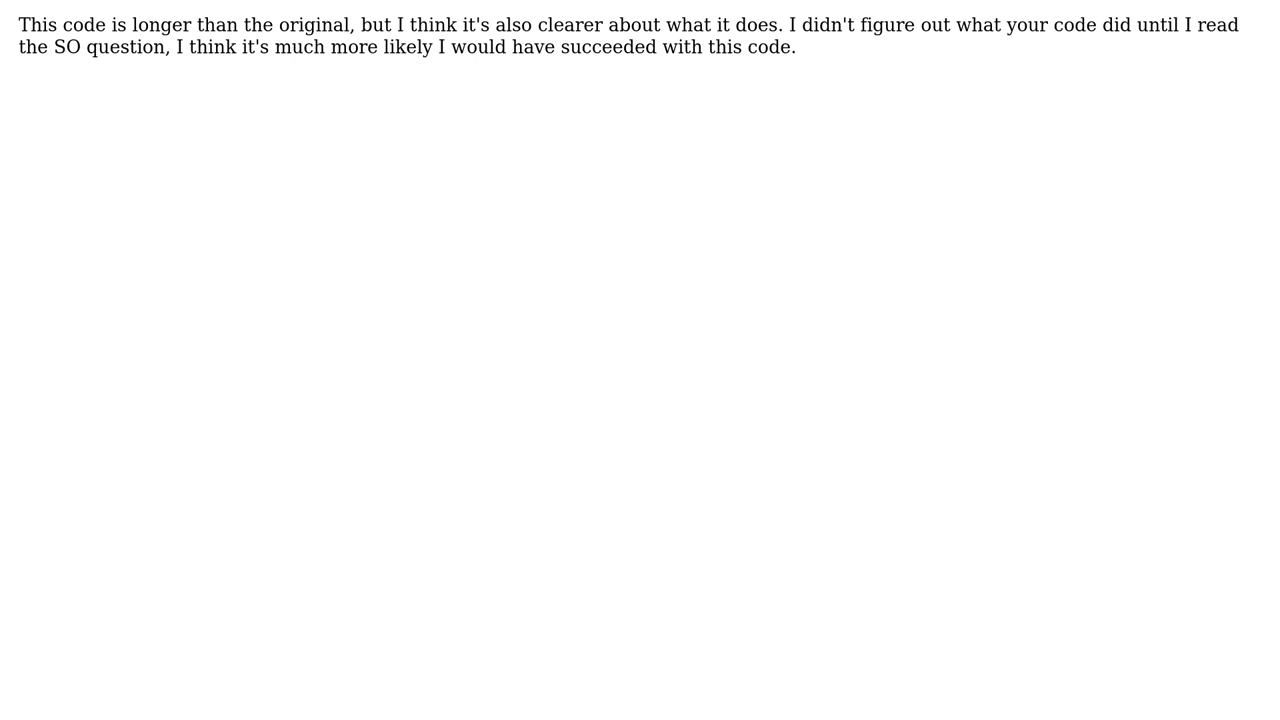 This code is longer than the original, but I think it's also clearer about what it does. I didn't figure out what your code did until I read
the SO question, I think it's much more likely I would have succeeded with this code.